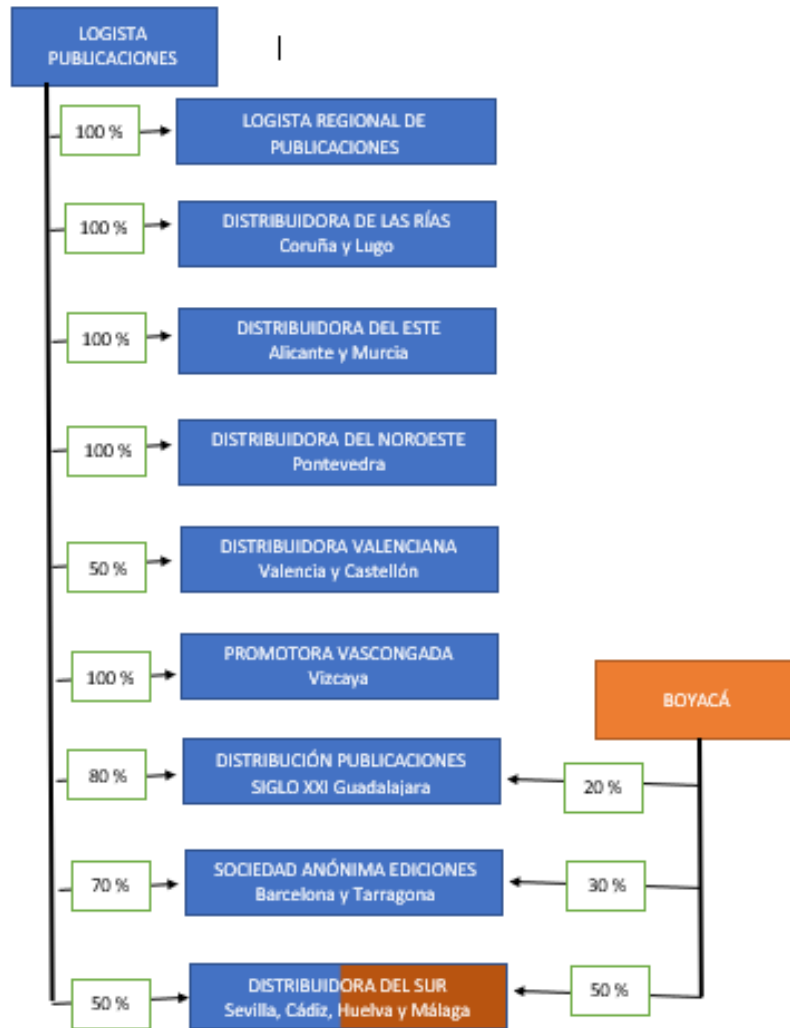 LOGISTA
PUBLICACIONES
100 %
LOGISTA REGIONAL DE
PUBLICACIONES
100 %
DISTRIBUIDORA DE LAS RÍAS
Coruña y Lugo
100 %
DISTRIBUIDORA DEL ESTE
Alicante y Murcia
100 %
DISTRIBUIDORA DEL NOROESTE
Pontevedra
50 %
DISTRIBUIDORA VALENCIANA
Valencia y Castellón
100 %
PROMOTORA VASCONGADA
Vizcaya
BOYACÁ
80 %
DISTRIBUCIÓN PUBLICACIONES
SIGLO XXI Guadalajara
20 %
70 %
SOCIEDAD ANÓNIMA EDICIONES
Barcelona y Tarragona
30 %
50 %
DISTRIBUIDORA DEL SUR
Sevilla, Cádiz, Huelva y Málaga
50 %